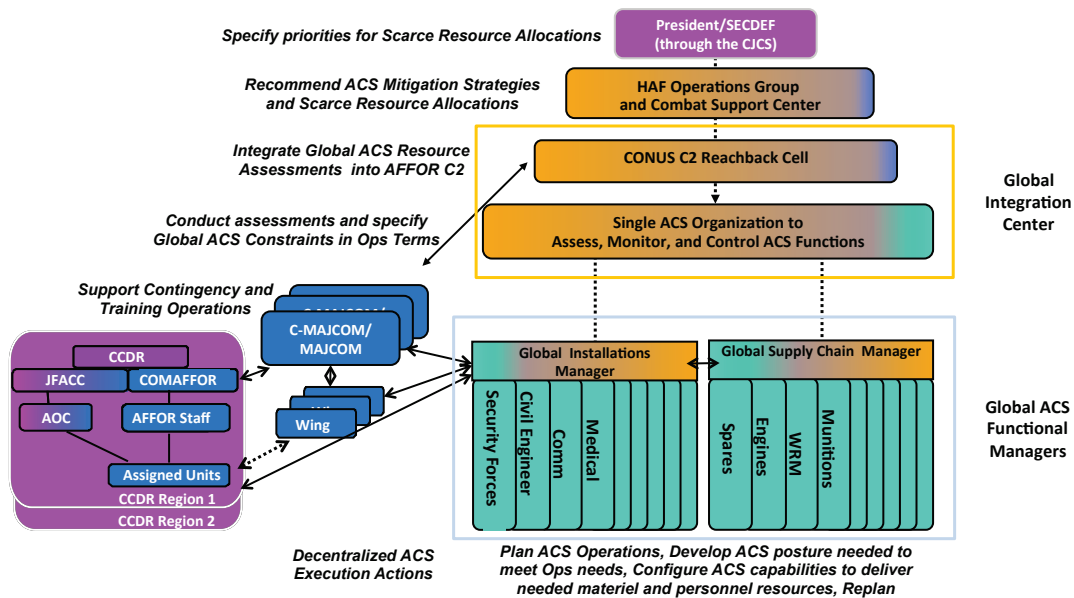 President/SECDEF
(through the CJCS)
Specify priorities for Scarce Resource Allocations
Recommend ACS Mitigation Strategies
and Scarce Resource Allocations
HAF Operations Group
and Combat Support Center
Integrate Global ACS Resource
Assessments into AFFOR C2
CONUS C2 Reachback Cell
Global
Integration
Center
Conduct assessments and specify
Global ACS Constraints in Ops Terms
Single ACS Organization to
Assess, Monitor, and Control ACS Functions
Support Contingency and
Training Operations
C-MAJCOM/
MAJCOM
CCDR
JFACC
COMAFFOR
AOC
AFFOR Staff
Assigned Units
CCDR Region 1
CCDR Region 2
Wing
Global Installations
Manager
Security Forces
Civil Engineer
Comm
Medical
Global Supply Chain Manager
Spares
Engines
WRM
Munitions
Global ACS
Functional
Managers
Decentralized ACS
Execution Actions
Plan ACS Operations, Develop ACS posture needed to
meet Ops needs, Configure ACS capabilities to deliver
needed materiel and personnel resources, Replan